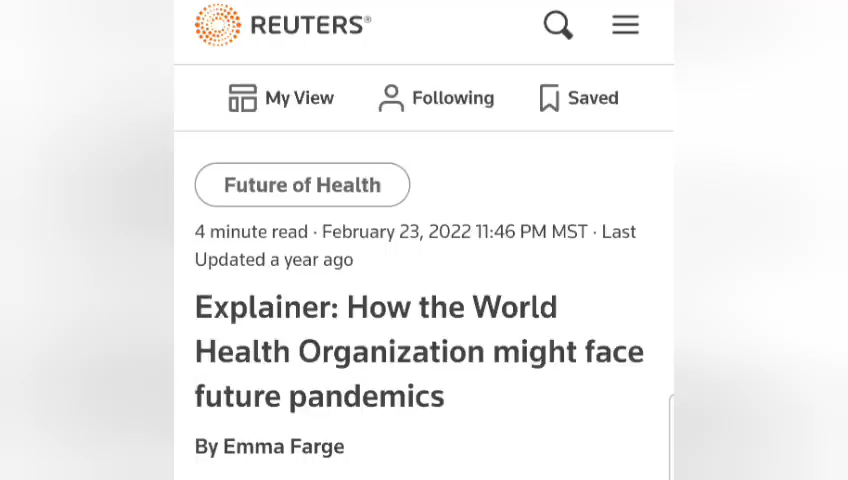 REUTERS®
My View Following Saved
Future of Health
4 minute read · February 23, 2022 11:46 PM MST · Last
Updated a year ago
Explainer: How the World
Health Organization might face
future pandemics
By Emma Farge